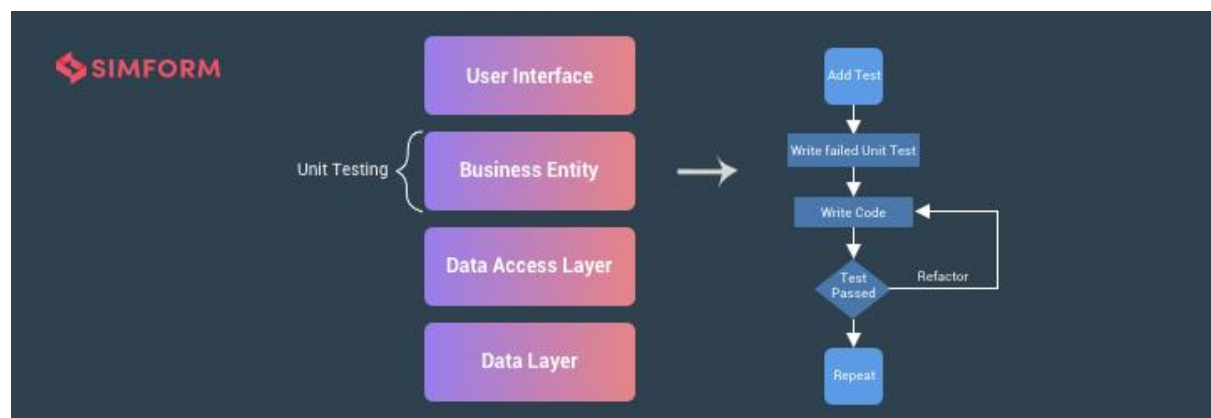 SIMFORM
User Interface
Unit Testing
Business Entity
Data Access Layer
Data Layer
Add Test
Write failed Unit Test
Write Code
Test
Passed
Refactor
Repeat